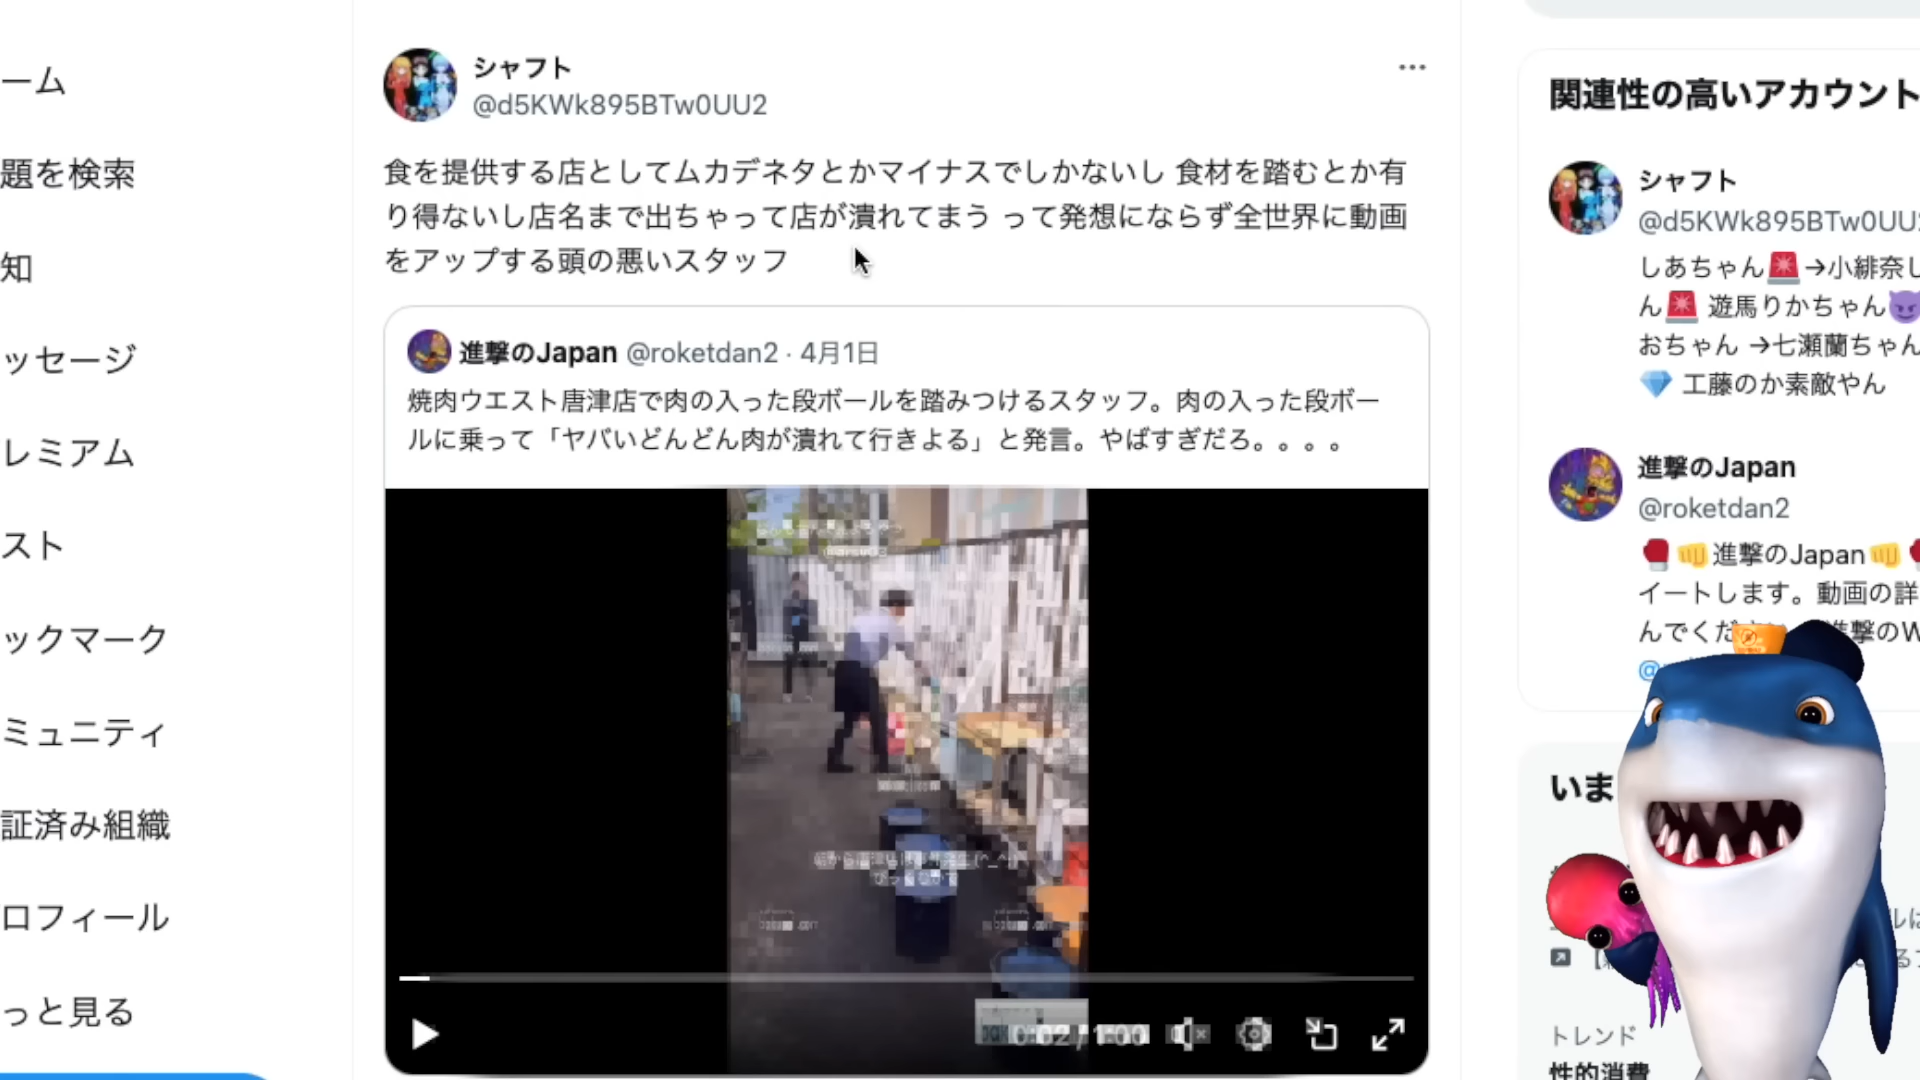 ーム
題を検索
知
ッセージ
レミアム
スト
ックマーク
ミュニティ
証済み組織
ロフィール
っと見る
シャフト
@d5KWk895BTw0UU2
食を提供する店としてムカデネタとかマイナスでしかないし 食材を踏むとか有
り得ないし店名まで出ちゃって店が潰れてまう って発想にならず全世界に動画
をアップする頭の悪いスタッフ
進撃のJapan @roketdan2 · 4月1日
焼肉ウエスト唐津店で肉の入った段ボールを踏みつけるスタッフ。肉の入った段ボー
ルに乗って「ヤバいどんどん肉が潰れて行きよる」と発言。やばすぎだろ。。。。
0:02 / 1:00
関連性の高いアカウント
シャフト
@d5KWk895BTw0UU2
しあちゃん🚨→小緋奈し
ん🚨 遊馬りかちゃん😈
おちゃん →七瀬蘭ちゃん
💎 工藤のか素敵やん
進撃のJapan
@roketdan2
🥊👊進撃のJapan👊🥊
イートします。動画の詳
んでくだ 進撃のW
いま
トレンド
性的消費